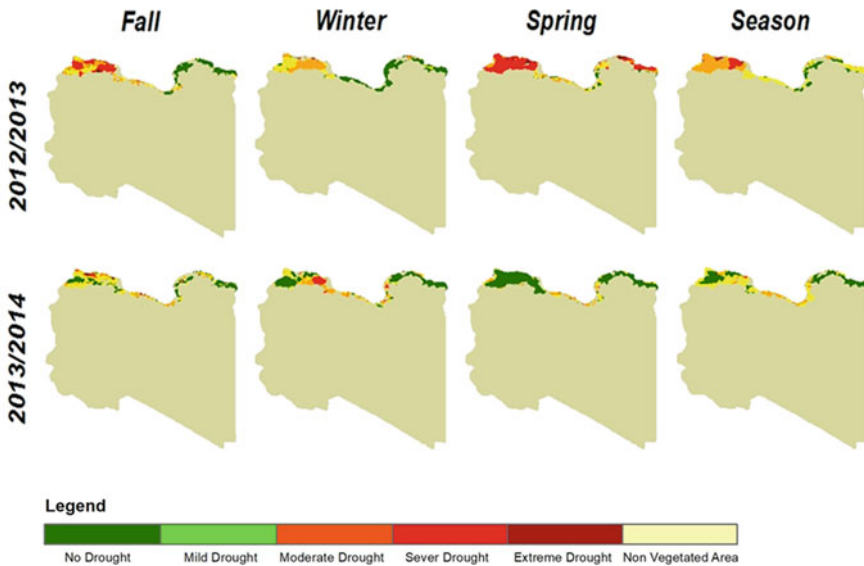 Fall Winter Spring Season
2012/2013
2013/2014
Legend
No Drought Mild Drought Moderate Drought Sever Drought Extreme Drought Non Vegetated Area